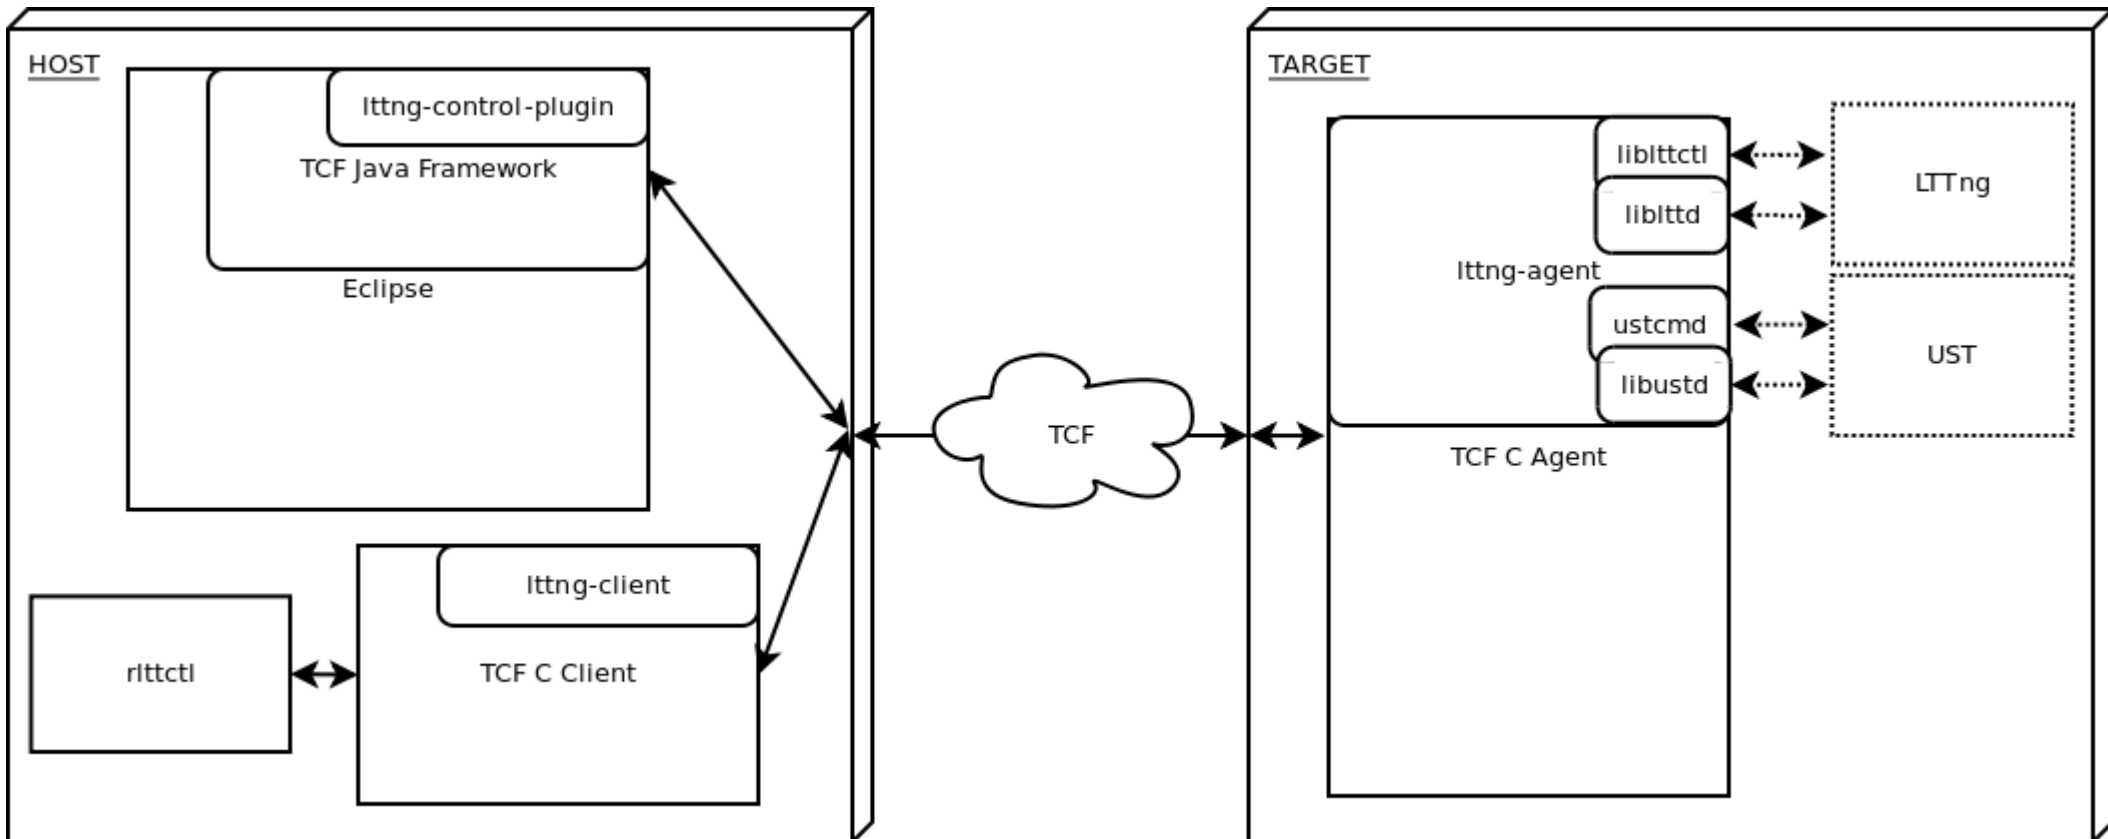 HOST
lttng-control-plugin
TCF Java Framework
Eclipse
lttng-client
rlttctl
TCF C Client
TCF
TARGET
liblttctl
liblttd
LTTng
lttng-agent
ustcmd
libustd
UST
TCF C Agent